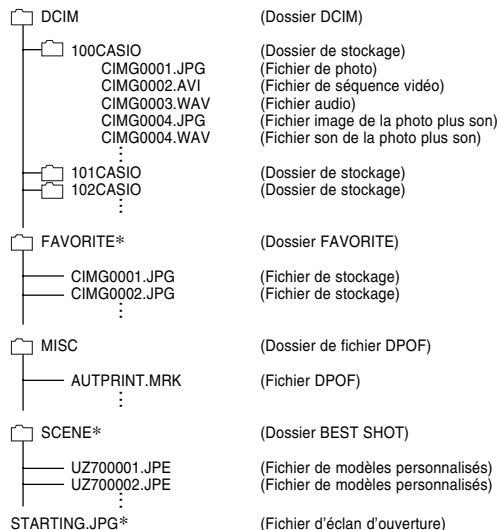 DCIM (Dossier DCIM)
100CASIO (Dossier de stockage)
CIMG0001.JPG (Fichier de photo)
CIMG0002.AVI (Fichier de séquence vidéo)
CIMG0003.WAV (Fichier audio)
CIMG0004.JPG (Fichier image de la photo plus son)
CIMG0004.WAV (Fichier son de la photo plus son)
101CASIO (Dossier de stockage)
102CASIO (Dossier de stockage)
FAVORITE* (Dossier FAVORITE)
CIMG0001.JPG (Fichier de stockage)
CIMG0002.JPG (Fichier de stockage)
MISC (Dossier de fichier DPOF)
AUTPRINT.MRK (Fichier DPOF)
SCENE* (Dossier BEST SHOT)
UZ700001.JPE (Fichier de modèles personnalisés)
UZ700002.JPE (Fichier de modèles personnalisés)
STARTING.JPG* (Fichier d'éclan d'ouverture)